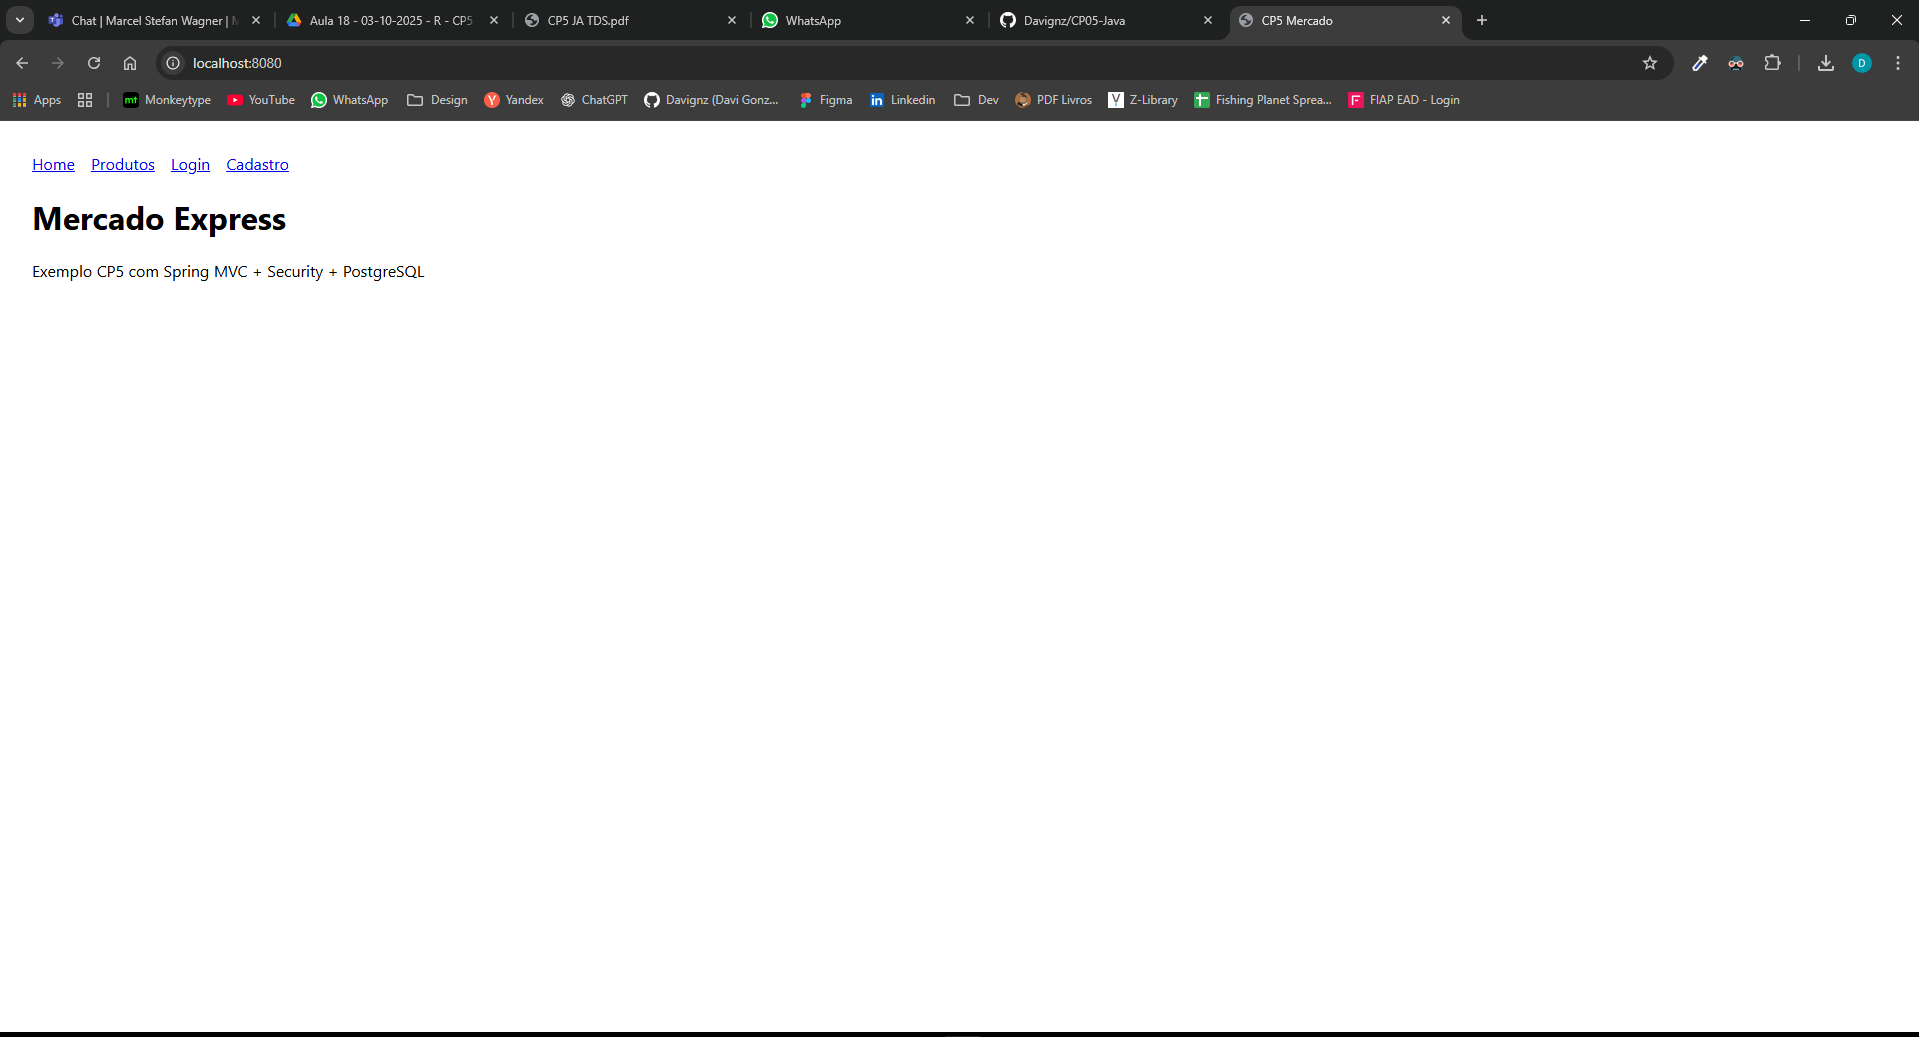 Chat | Marcel Stefan Wagner |
Aula 18 - 03-10-2025 - R - CP5
CP5 JA TDS.pdf
WhatsApp
Davignz/CP05-Java
CP5 Mercado
localhost:8080
D
Apps
mt Monkeytype
YouTube
WhatsApp
Design
Y Yandex
ChatGPT
Davignz (Davi Gonz...
Figma
in Linkedin
Dev
PDF Livros
Z-Library
Fishing Planet Sprea...
F FIAP EAD - Login
Home Produtos Login Cadastro
Mercado Express
Exemplo CP5 com Spring MVC + Security + PostgreSQL